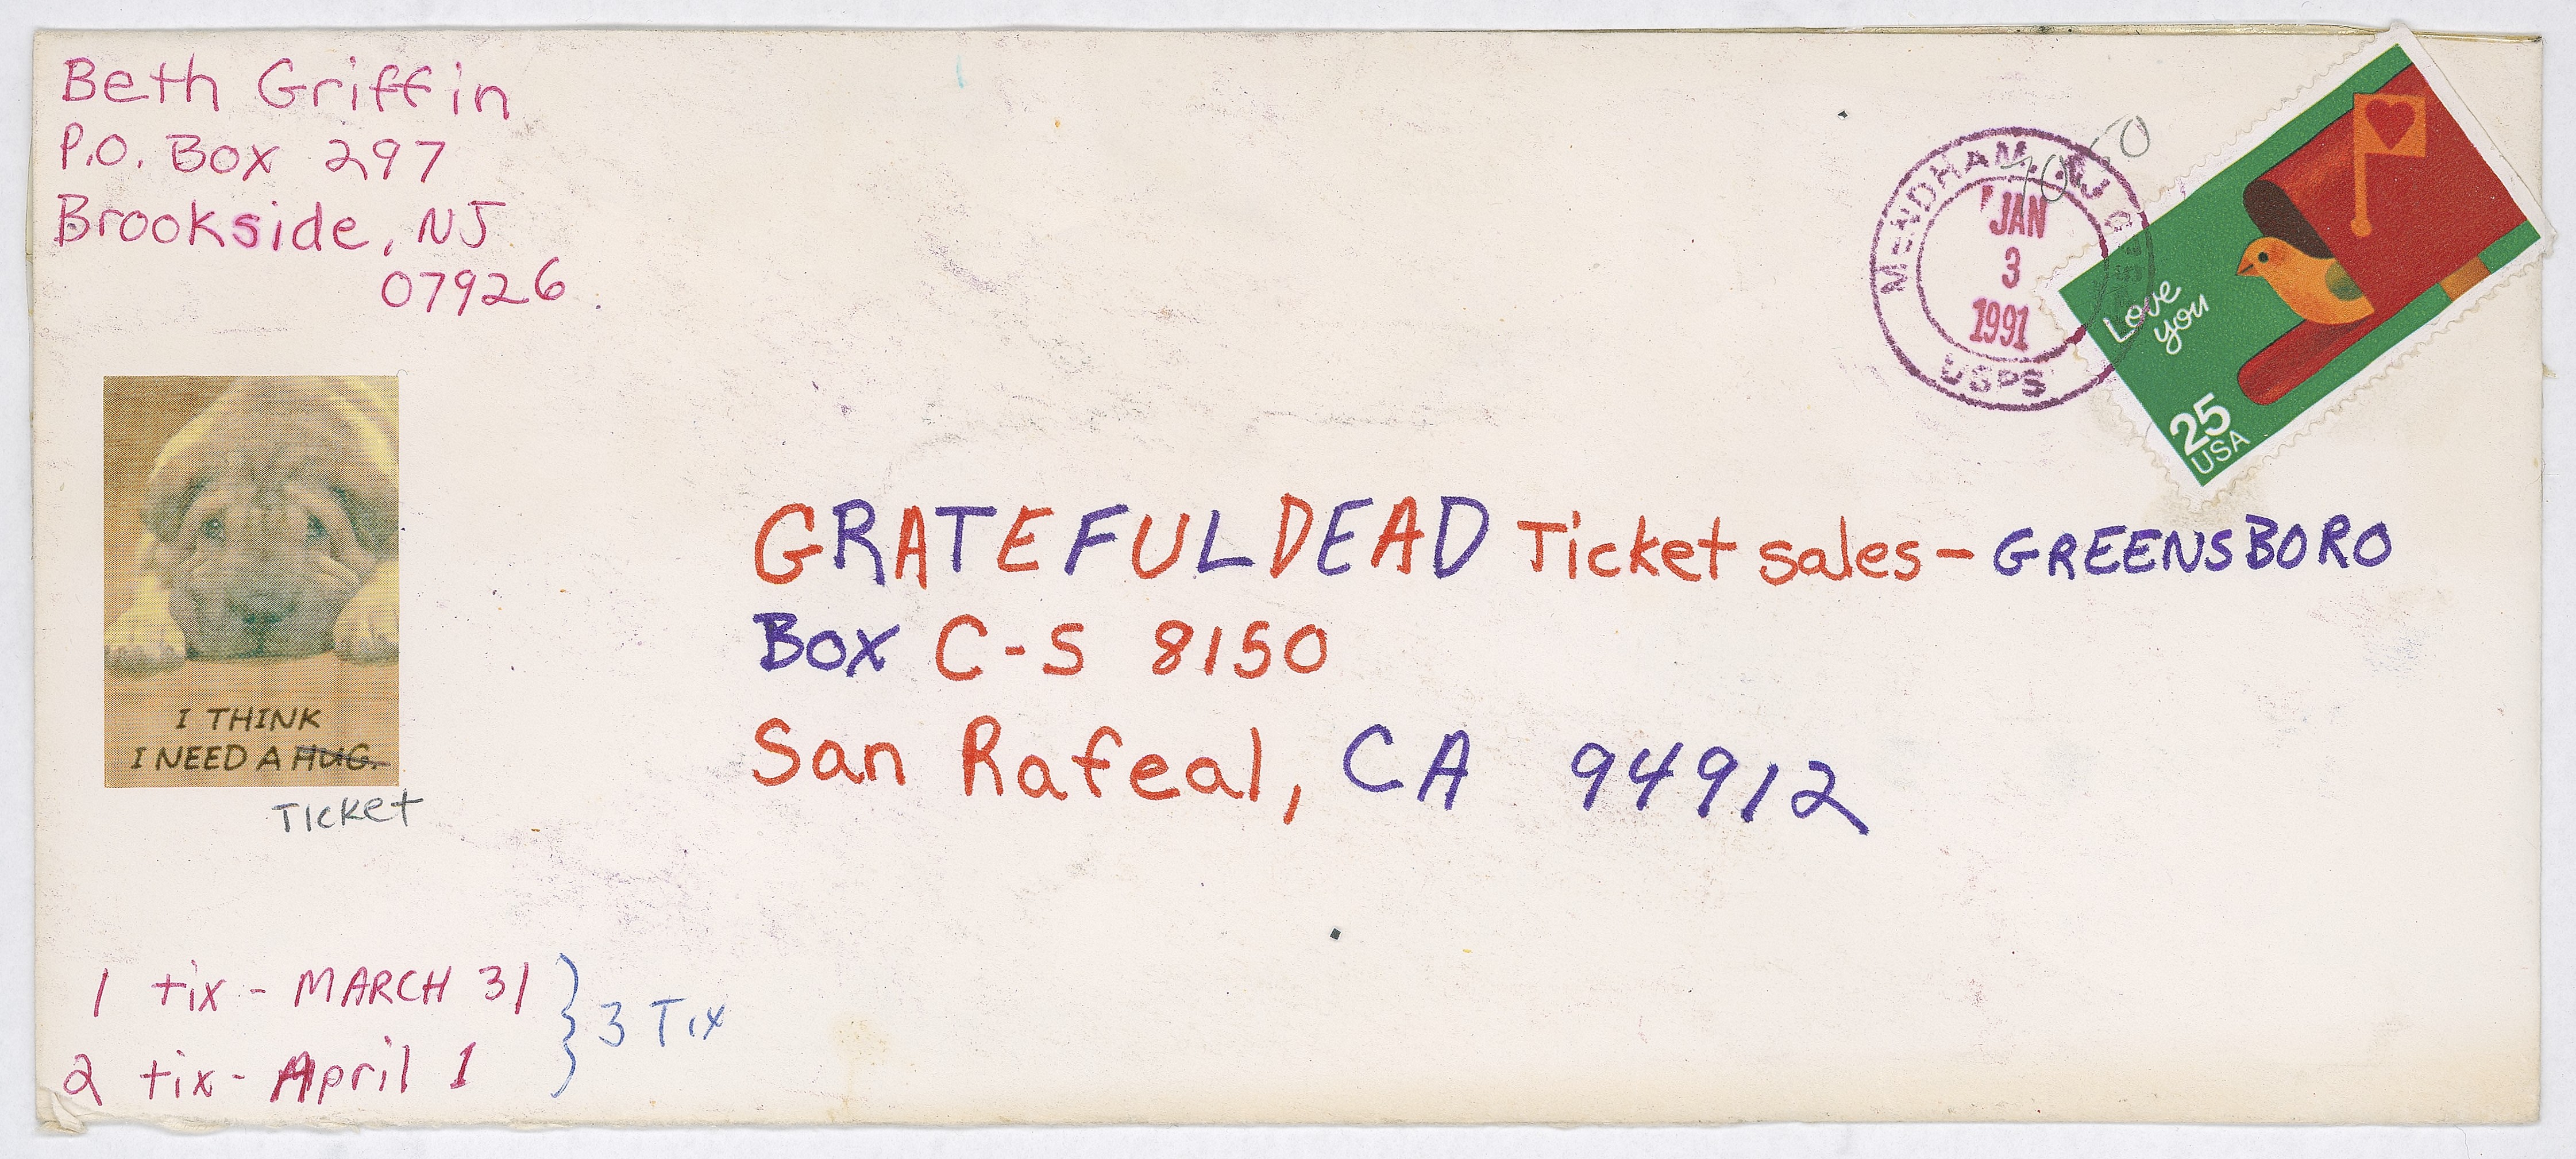 Beth Griffin
P.O. Box 297
Brookside, NJ
07926
MENDHAM, NJ
JAN
3
1991
USPS
Love
you
25
USA
GRATEFUL DEAD Ticket sales - GREENSBORO
Box C-S 8150
San Rafeal, CA 94912
I THINK
I NEED A HUG.
Ticket
1 tix - MARCH 31
2 tix - April 1
} 3 Tix